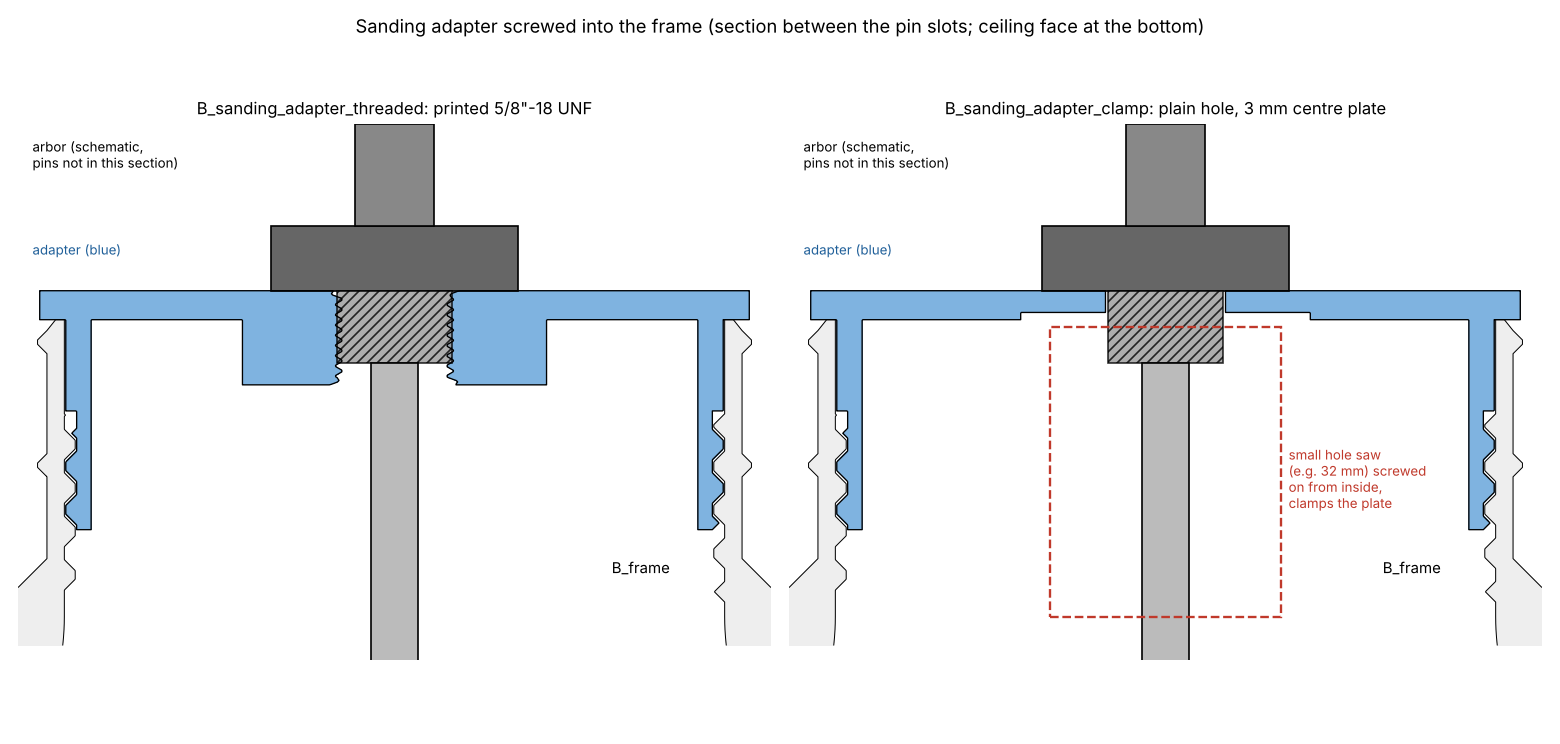 Sanding adapter screwed into the frame (section between the pin slots; ceiling face at the bottom)
B_sanding_adapter_threaded: printed 5/8"-18 UNF
arbor (schematic,
pins not in this section)
adapter (blue)
B_frame
B_sanding_adapter_clamp: plain hole, 3 mm centre plate
arbor (schematic,
pins not in this section)
adapter (blue)
small hole saw
(e.g. 32 mm) screwed
on from inside,
clamps the plate
B_frame